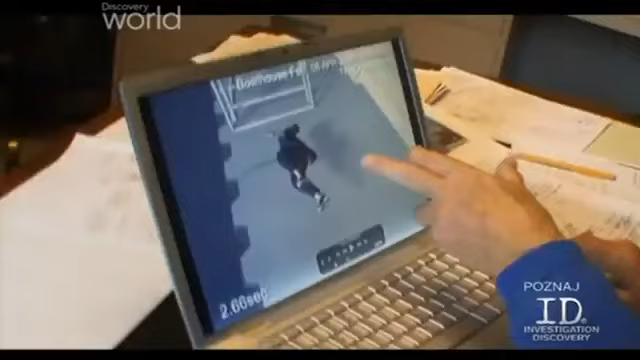 Discovery
world
2.66sec
POZNAJ
ID
INVESTIGATION
DISCOVERY